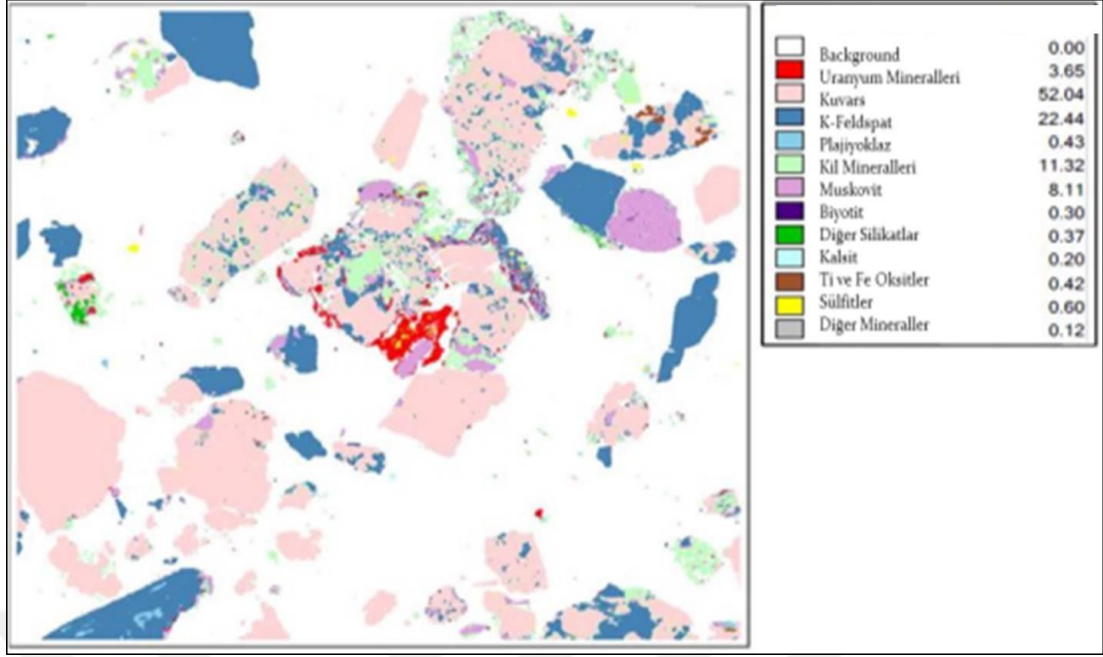 Background 0.00
Uranyum Mineralleri 3.65
Kuvars 52.04
K-Feldspat 22.44
Plajiyoklaz 0.43
Kil Mineralleri 11.32
Muskovit 8.11
Biyotit 0.30
Diğer Silikatlar 0.37
Kalsit 0.20
Ti ve Fe Oksitler 0.42
Sülfitler 0.60
Diğer Mineraller 0.12